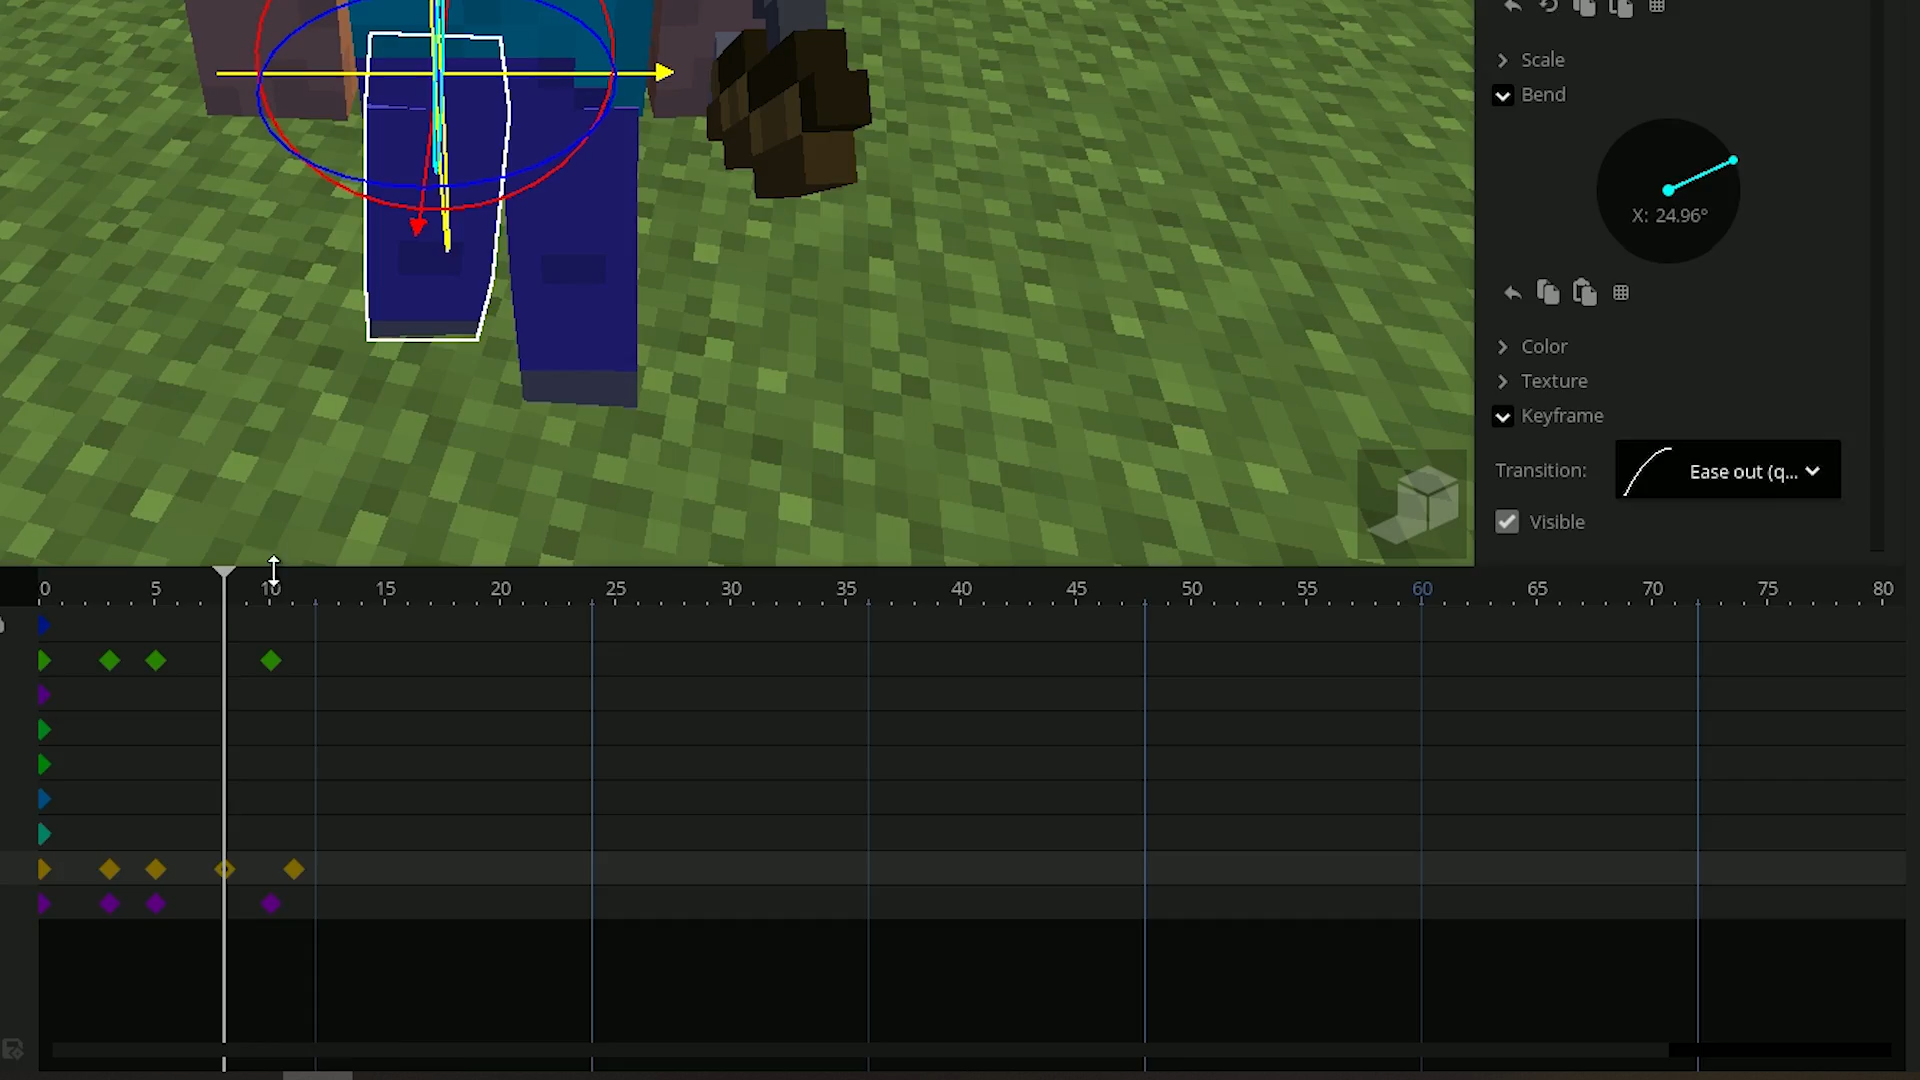 Scale
Bend
X: 24.96°
Color
Texture
Keyframe
Transition: Ease out (q...
Visible
0 5 10 15 20 25 30 35 40 45 50 55 60 65 70 75 80